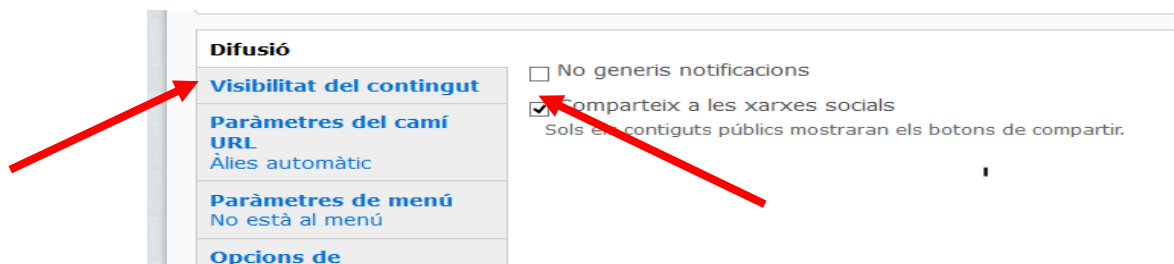 Difusió
Visibilitat del contingut
Paràmetres del camí
URL
Àlies automàtic
Paràmetres de menú
No està al menú
Opcions de
No generis notificacions
Comparteix a les xarxes socials
Sols els contiguts públics mostraran els botons de compartir.